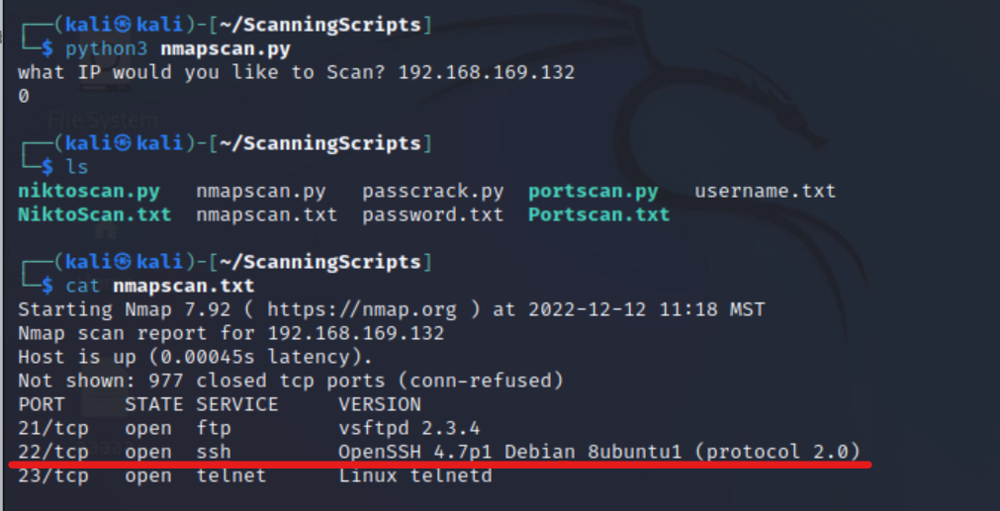 ┌──(kali㉿kali)-[~/ScanningScripts]
└─$ python3 nmapscan.py
what IP would you like to Scan? 192.168.169.132
0
File System
┌──(kali㉿kali)-[~/ScanningScripts]
└─$ ls
niktoscan.py nmapscan.py passcrack.py portscan.py username.txt
NiktoScan.txt nmapscan.txt password.txt Portscan.txt
┌──(kali㉿kali)-[~/ScanningScripts]
└─$ cat nmapscan.txt
Starting Nmap 7.92 ( https://nmap.org ) at 2022-12-12 11:18 MST
Nmap scan report for 192.168.169.132
Host is up (0.00045s latency).
Not shown: 977 closed tcp ports (conn-refused)
PORT STATE SERVICE VERSION
21/tcp open ftp vsftpd 2.3.4
22/tcp open ssh OpenSSH 4.7p1 Debian 8ubuntu1 (protocol 2.0)
23/tcp open telnet Linux telnetd